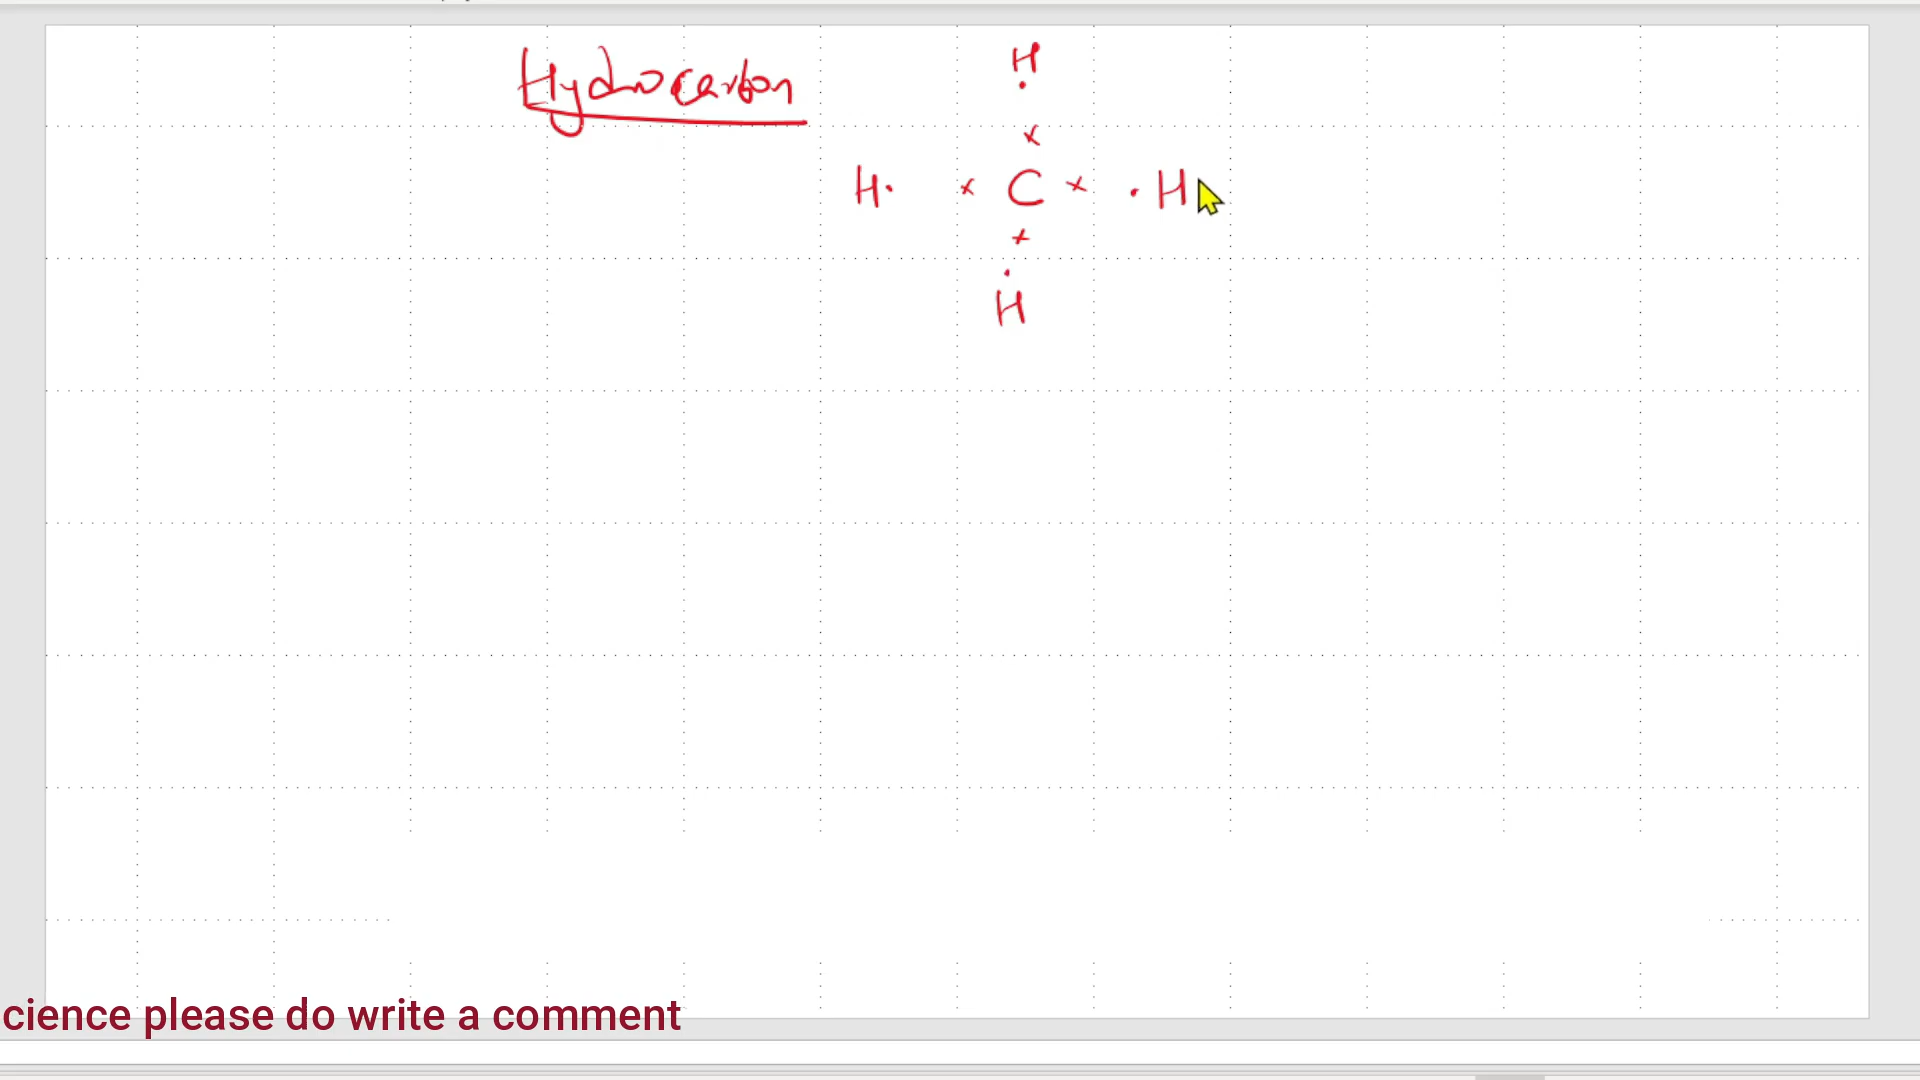 Hydrocarbon
H
.
x
H. x C x .H
x
.
H
cience please do write a comment